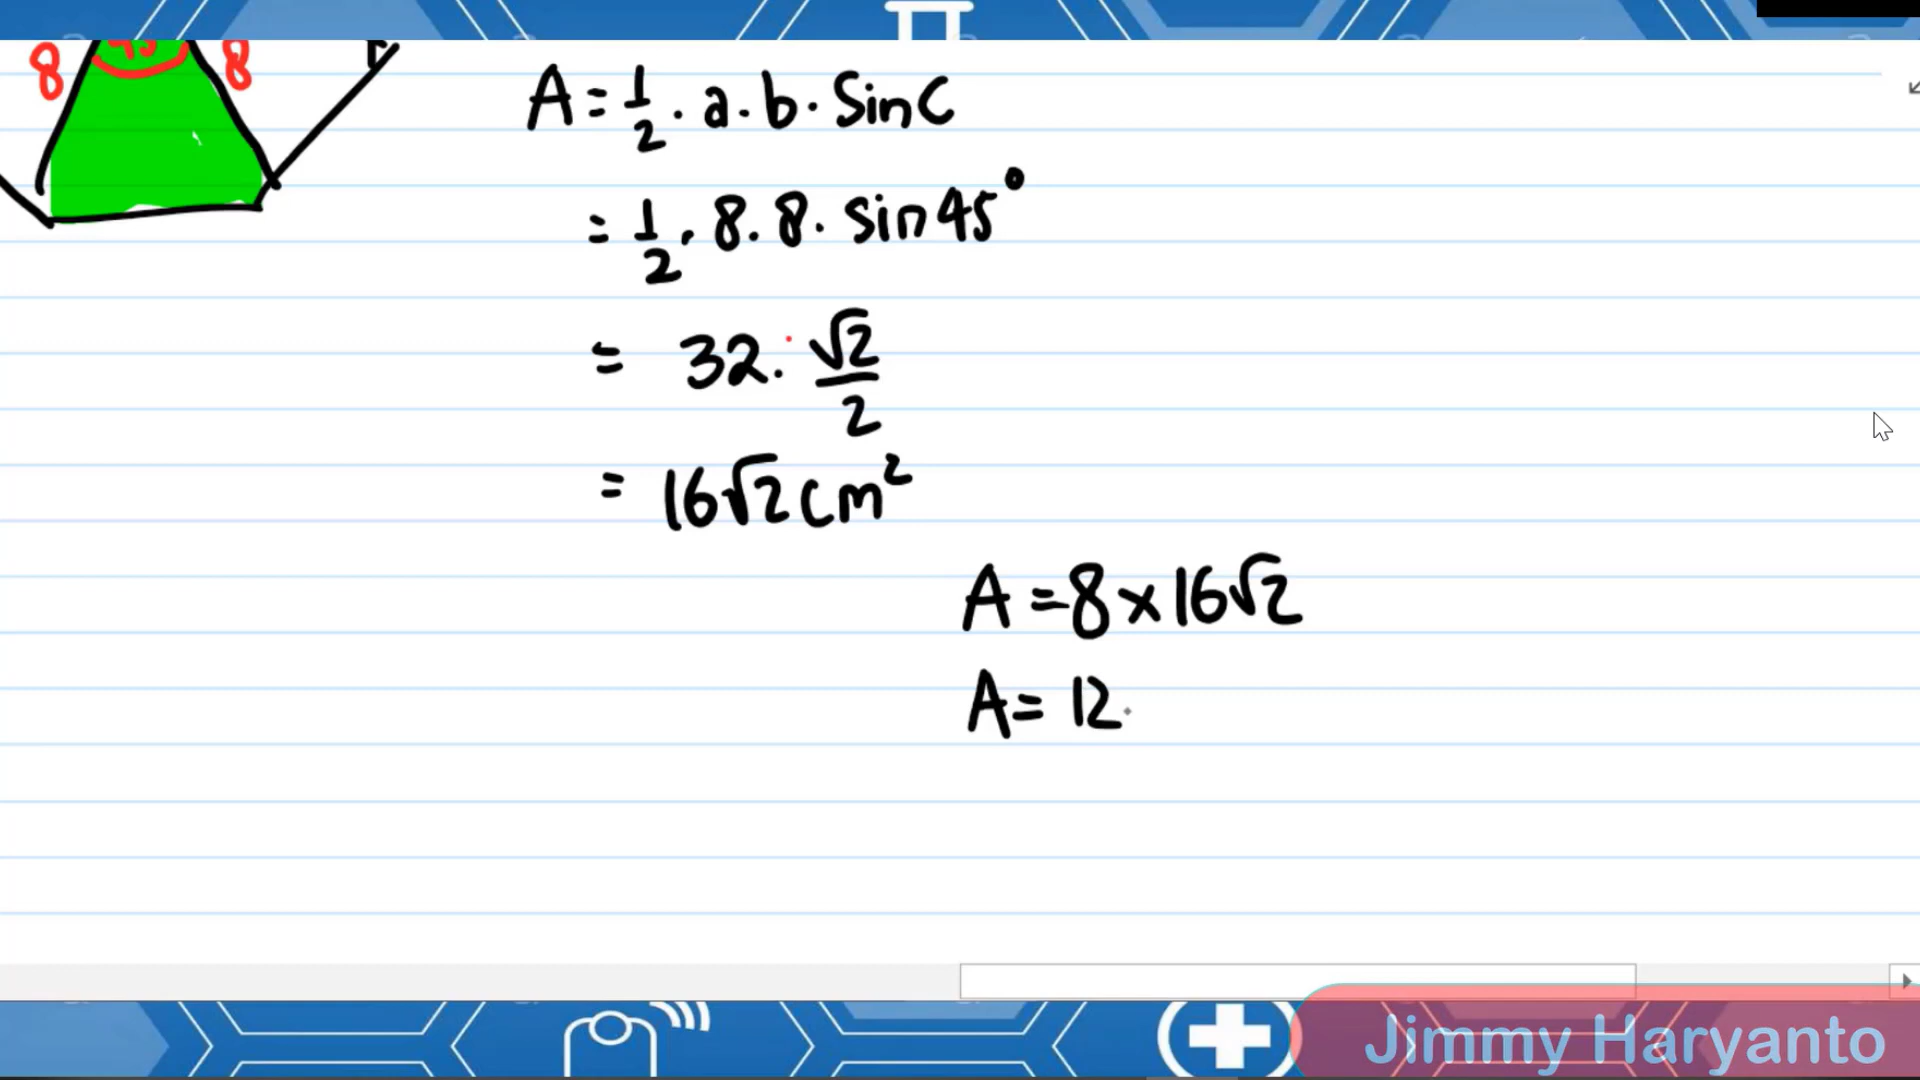 8 45 8
A = 1/2 . a . b . Sin C
= 1/2 . 8 . 8 . sin 45°
= 32 . √2/2
= 16√2 cm²
A = 8 x 16√2
A = 12
Jimmy Haryanto